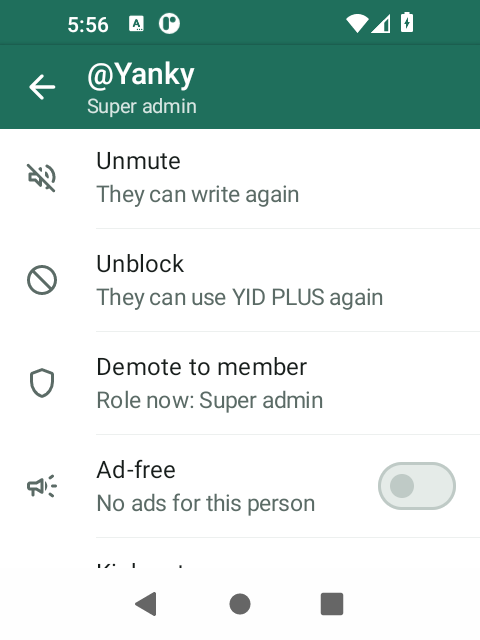 5:56
@Yanky
Super admin
Unmute
They can write again
Unblock
They can use YID PLUS again
Demote to member
Role now: Super admin
Ad-free
No ads for this person